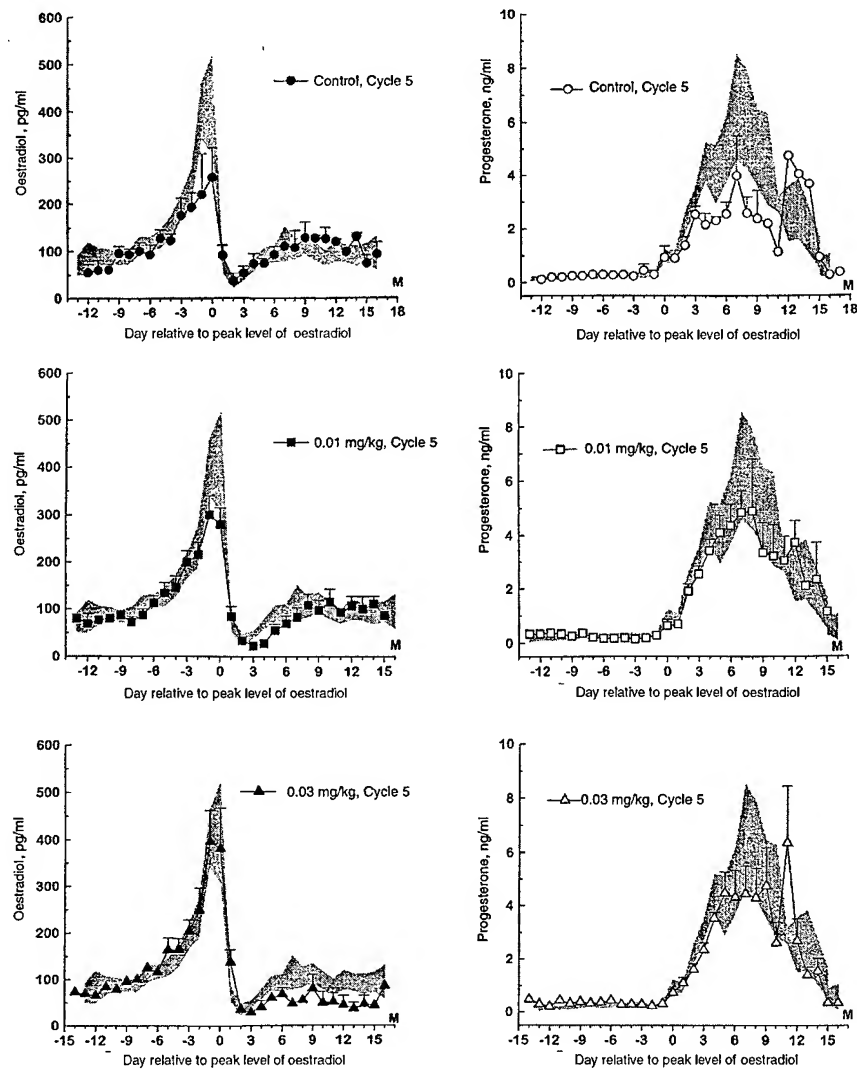 600
500
400
300
200
100
0
Oestradiol, pg/ml
Control, Cycle 5
M
-12 -9 -6 -3 0 3 6 9 12 15 18
Day relative to peak level of oestradiol
10
8
6
4
2
0
Progesterone, ng/ml
Control, Cycle 5
M
-12 -9 -6 -3 0 3 6 9 12 15 18
Day relative to peak level of oestradiol
600
500
400
300
200
100
0
Oestradiol, pg/ml
0.01 mg/kg, Cycle 5
M
-12 -9 -6 -3 0 3 6 9 12 15
Day relative to peak level of oestradiol
10
8
6
4
2
0
Progesterone, ng/ml
0.01 mg/kg, Cycle 5
M
-12 -9 -6 -3 0 3 6 9 12 15
Day relative to peak level of oestradiol
600
500
400
300
200
100
0
Oestradiol, pg/ml
0.03 mg/kg, Cycle 5
M
-15 -12 -9 -6 -3 0 3 6 9 12 15
Day relative to peak level of oestradiol
10
8
6
4
2
0
Progesterone, ng/ml
0.03 mg/kg, Cycle 5
M
-15 -12 -9 -6 -3 0 3 6 9 12 15
Day relative to peak level of oestradiol